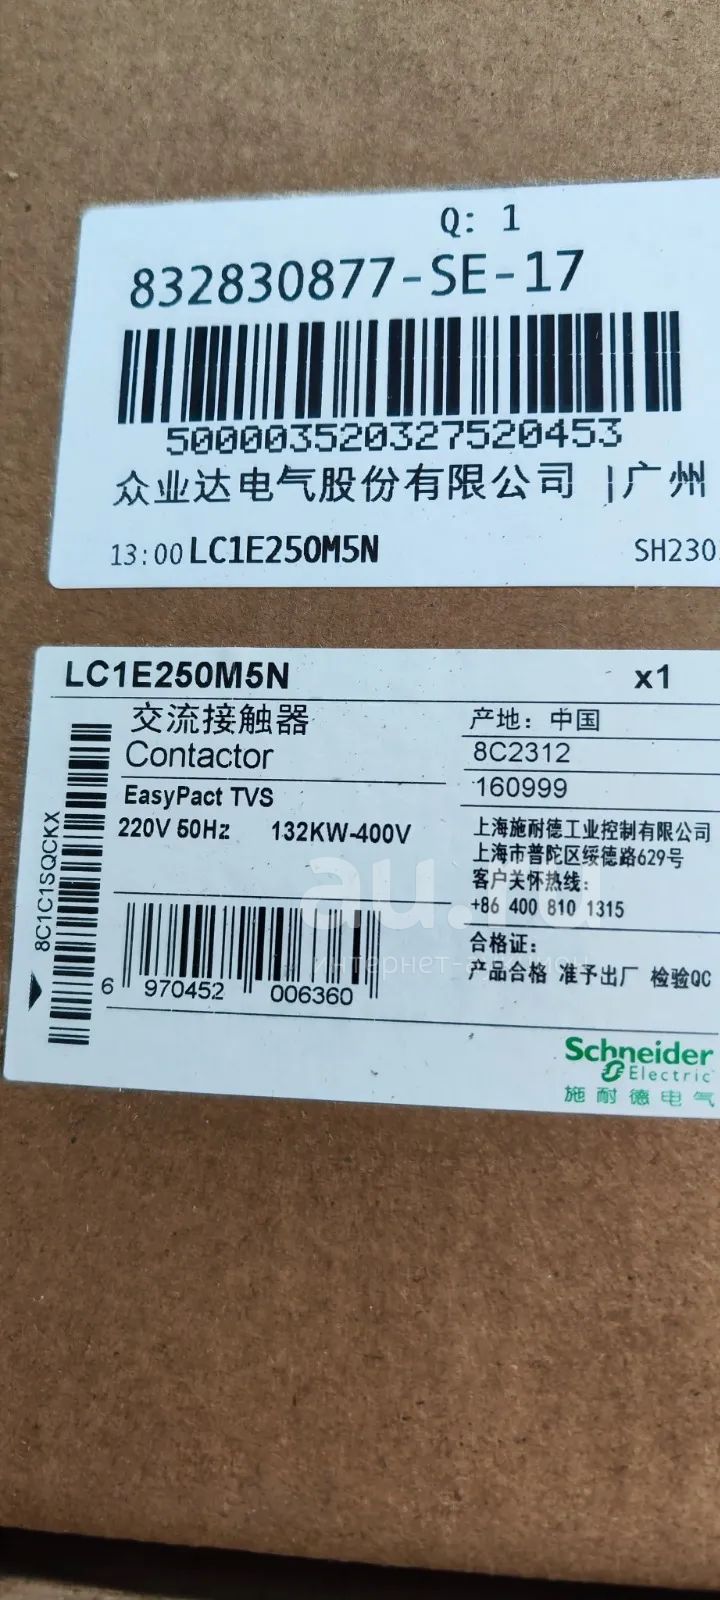 Q: 1
832830877-SE-17
500003520327520453
众业达电气股份有限公司 |广州
13:00 LC1E250M5N SH230
LC1E250M5N x1
交流接触器
Contactor
EasyPact TVS
220V 50Hz 132KW-400V
8C1C1SQCKX
6 970452 006360
产地: 中国
8C2312
160999
上海施耐德工业控制有限公司
上海市普陀区绥德路629号
客户关怀热线:
+86 400 810 1315
合格证:
产品合格 准予出厂 检验QC
Schneider
Electric
施耐德电气
au.ru
интернет-аукцион